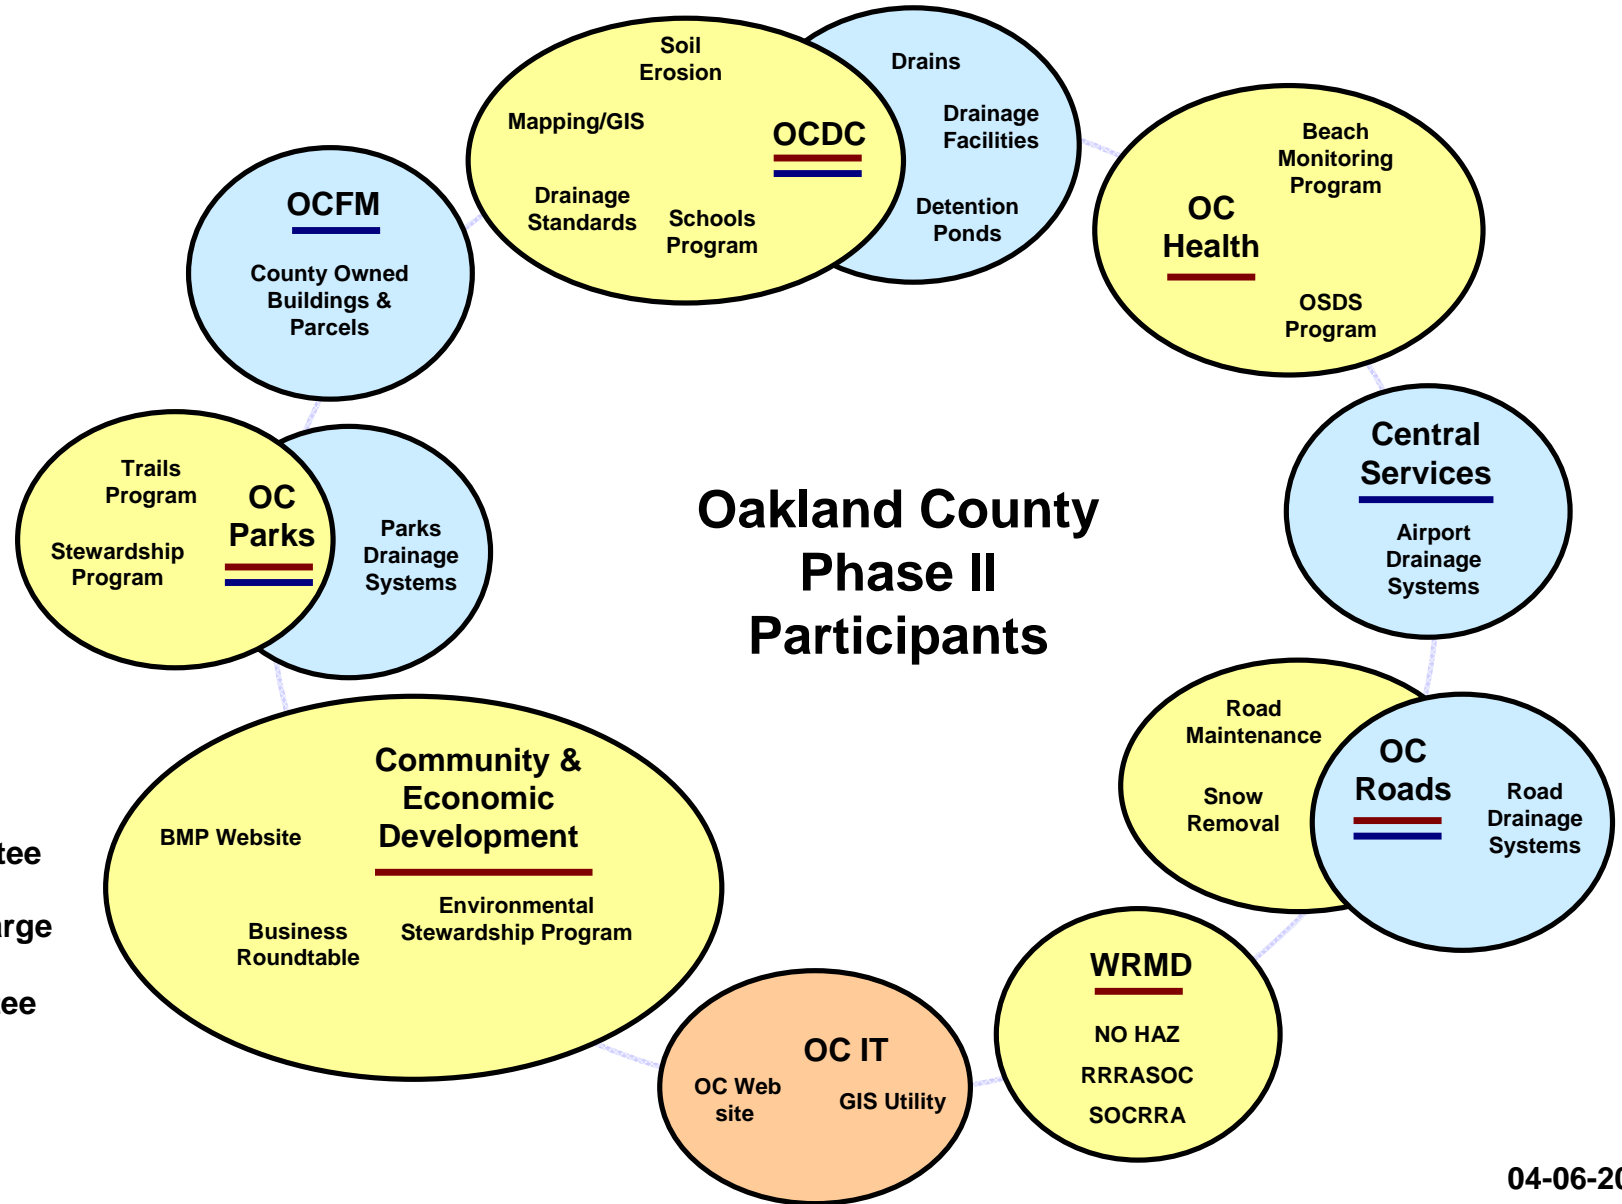 Soil
Erosion
Mapping/GIS
OCDC
Drainage
Standards
Schools
Program
Drains
Drainage
Facilities
Detention
Ponds
Beach
Monitoring
Program
OC
Health
OSDS
Program
OCFM
County Owned
Buildings &
Parcels
Central
Services
Airport
Drainage
Systems
Trails
Program
OC
Parks
Stewardship
Program
Parks
Drainage
Systems
Oakland County
Phase II
Participants
Road
Maintenance
Snow
Removal
OC
Roads
Road
Drainage
Systems
Community &
Economic
Development
BMP Website
Environmental
Stewardship Program
Business
Roundtable
tee
arge
tee
WRMD
NO HAZ
RRRASOC
SOCRRA
OC IT
OC Web
site
GIS Utility
04-06-20